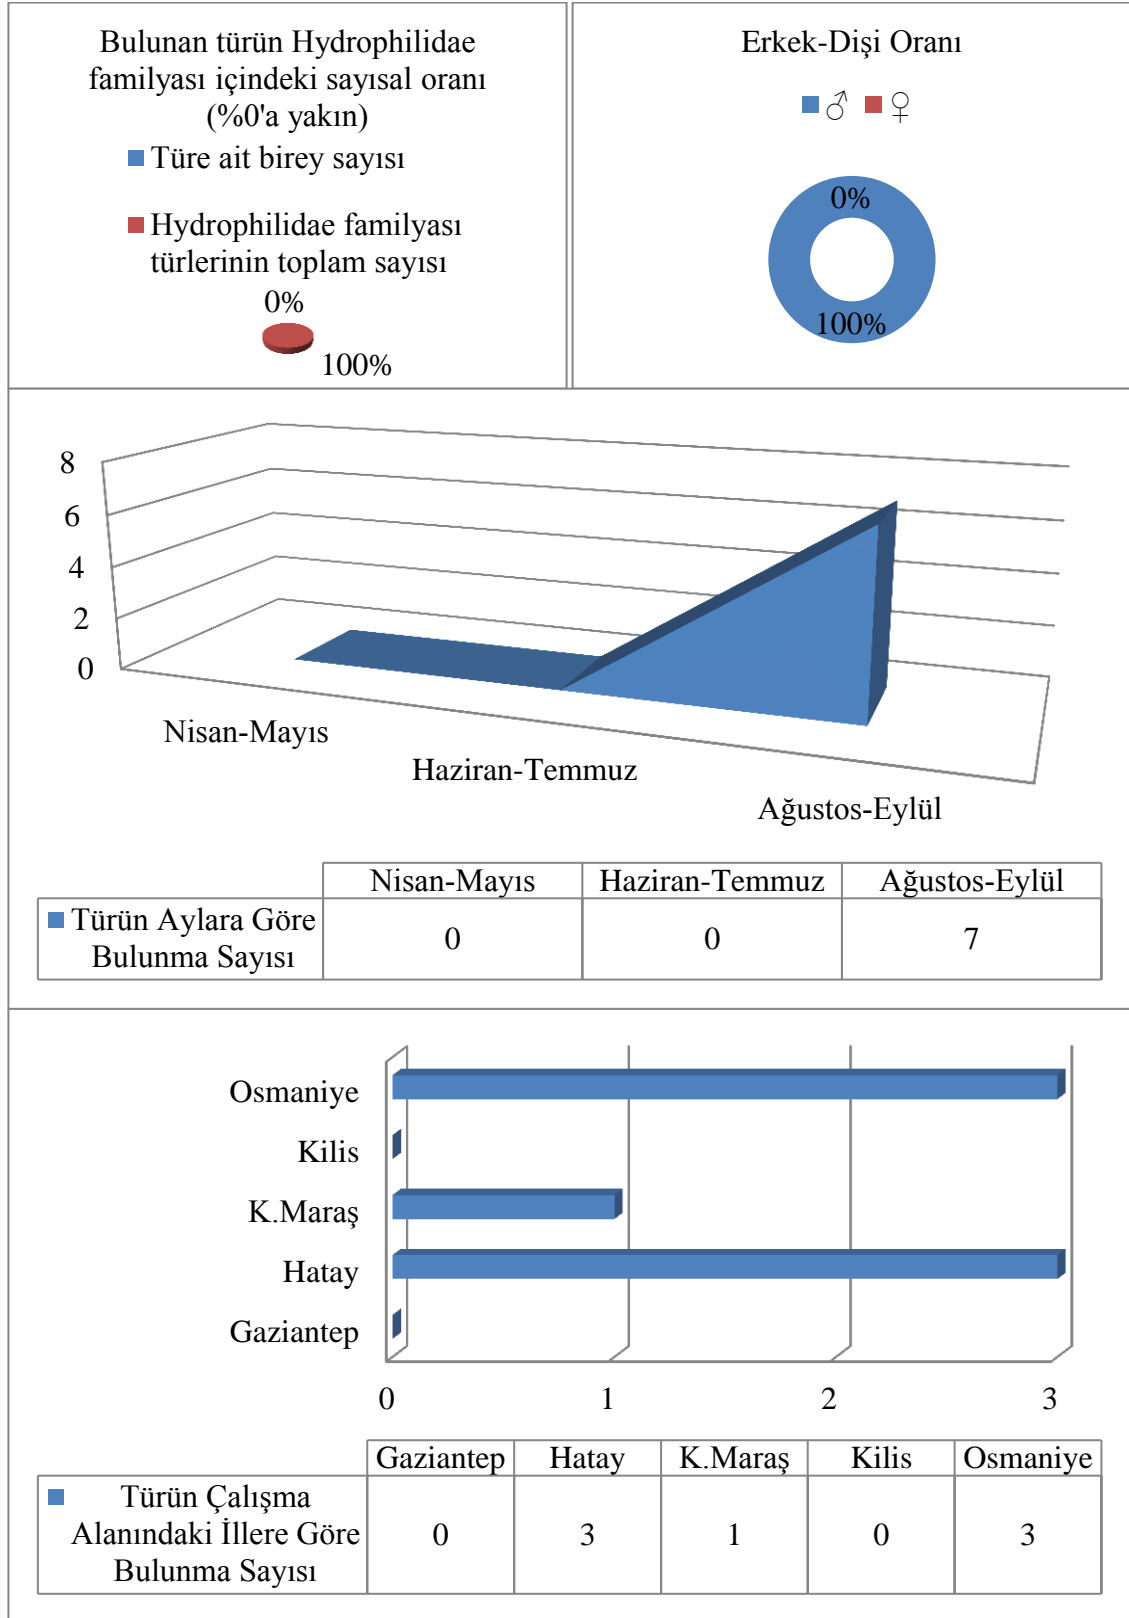 Bulunan türün Hydrophilidae
familyası içindeki sayısal oranı
(%0'a yakın)
Türe ait birey sayısı
Hydrophilidae familyası
türlerinin toplam sayısı
0%
100%
Erkek-Dişi Oranı
♂ ♀
0%
100%
8
6
4
2
0
Nisan-Mayıs
Haziran-Temmuz
Ağustos-Eylül
Nisan-Mayıs Haziran-Temmuz Ağustos-Eylül
Türün Aylara Göre
Bulunma Sayısı
0 0 7
Osmaniye
Kilis
K.Maraş
Hatay
Gaziantep
0 1 2 3
Gaziantep Hatay K.Maraş Kilis Osmaniye
Türün Çalışma
Alanındaki İllere Göre
Bulunma Sayısı
0 3 1 0 3